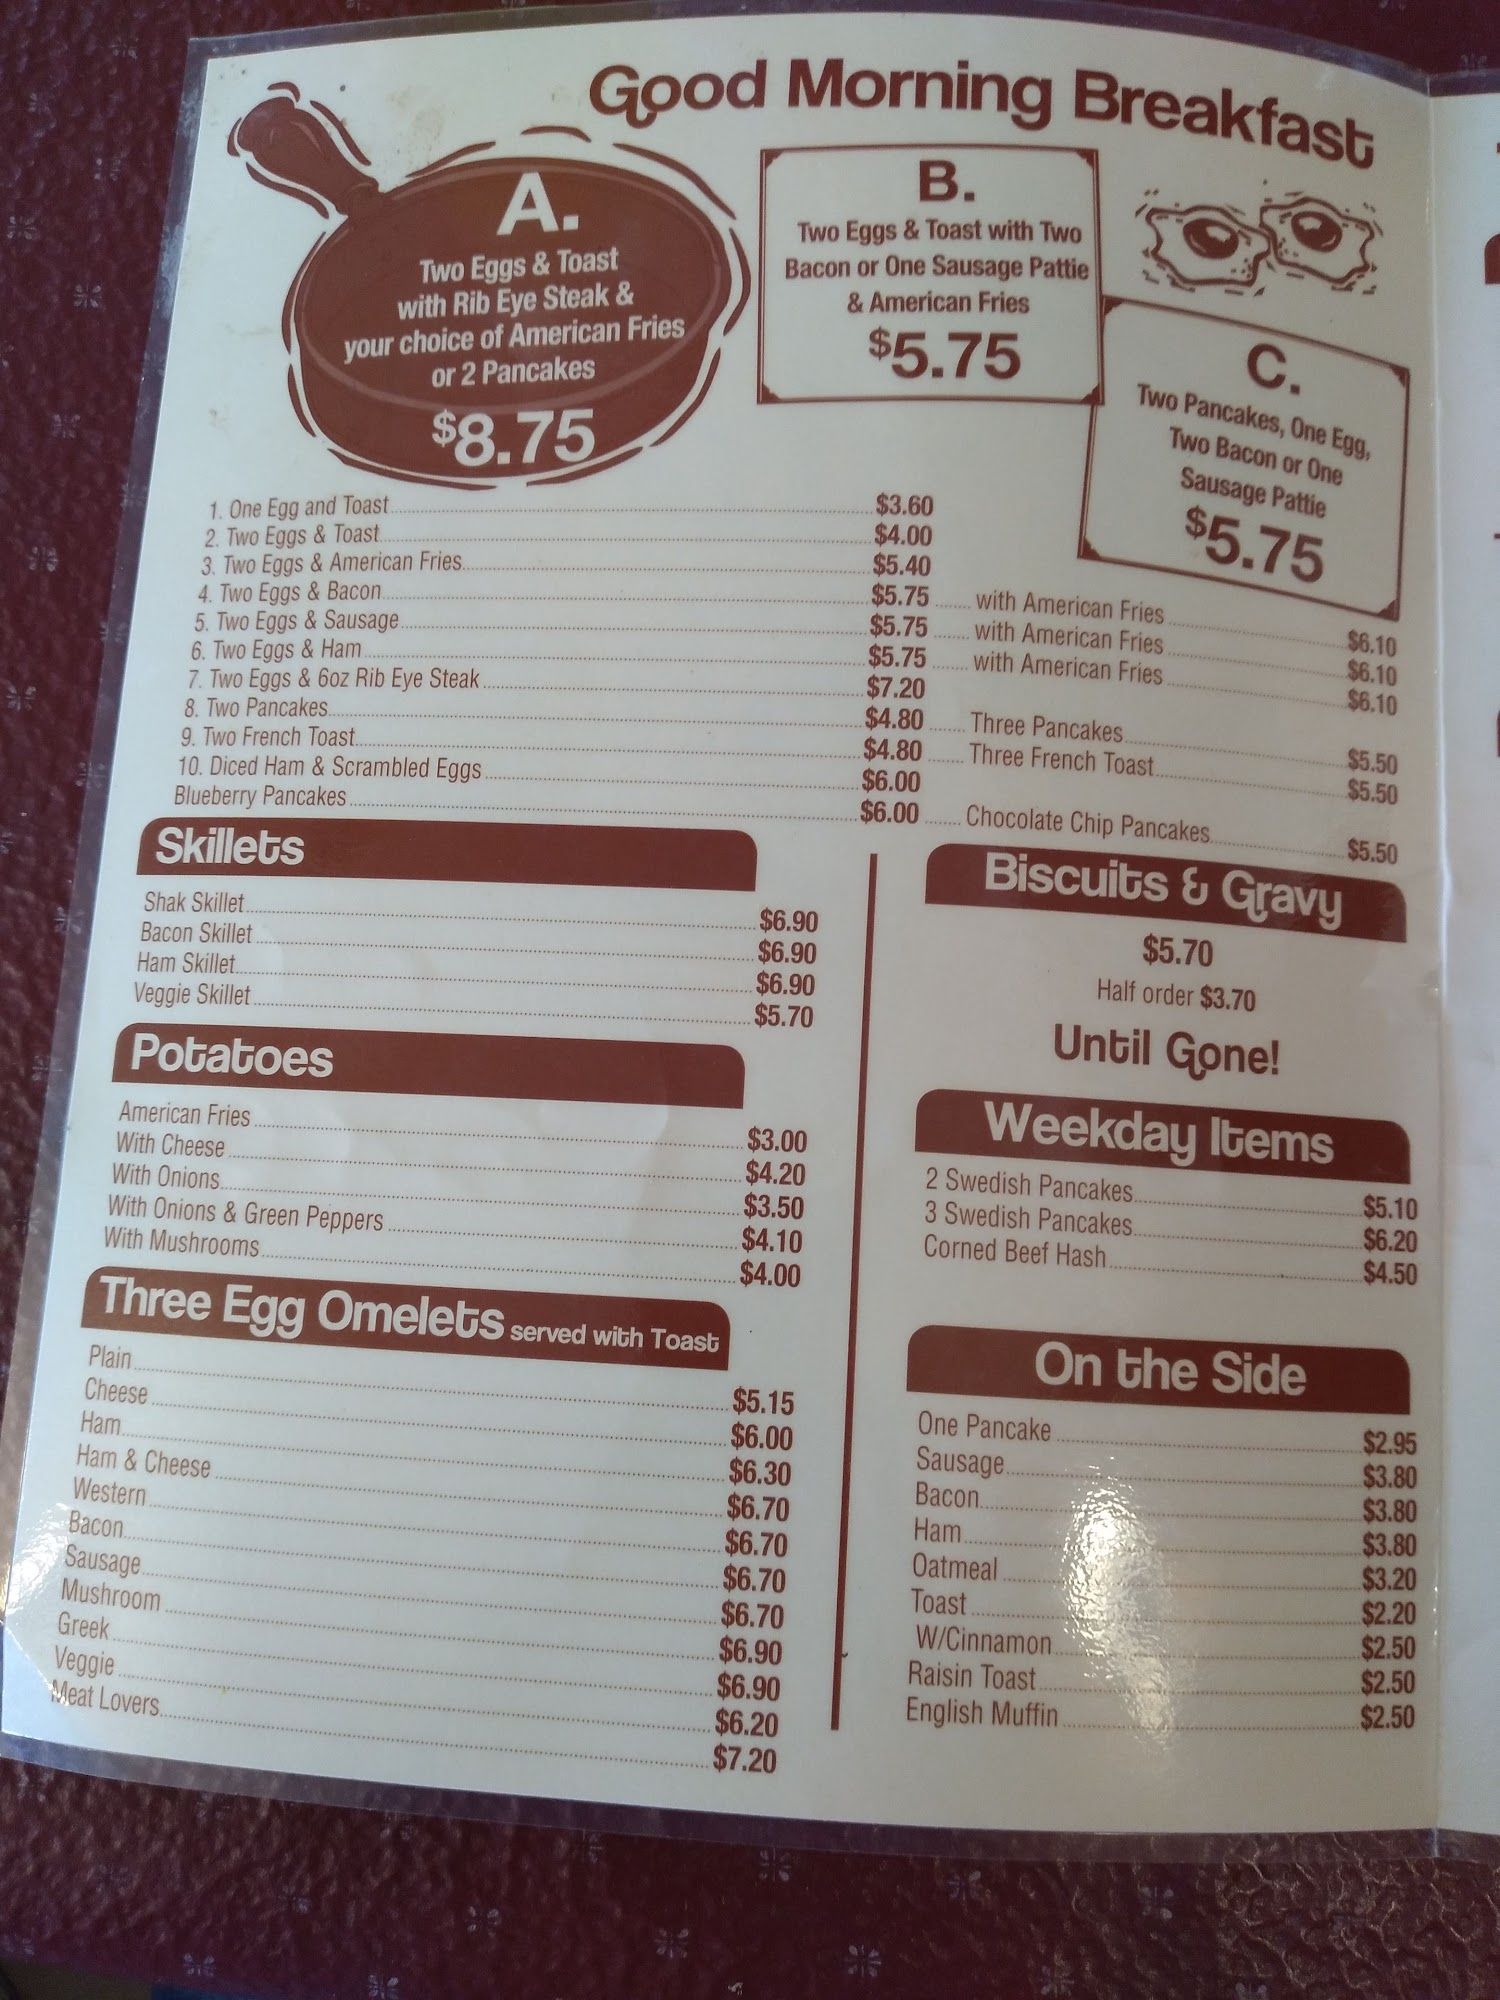 Good Morning Breakfast
A.
Two Eggs & Toast
with Rib Eye Steak &
your choice of American Fries
or 2 Pancakes
$8.75
B.
Two Eggs & Toast with Two
Bacon or One Sausage Pattie
& American Fries
$5.75
C.
Two Pancakes, One Egg,
Two Bacon or One
Sausage Pattie
$5.75
1. One Egg and Toast $3.60
2. Two Eggs & Toast $4.00
3. Two Eggs & American Fries $5.40
4. Two Eggs & Bacon $5.75 with American Fries $6.10
5. Two Eggs & Sausage $5.75 with American Fries $6.10
6. Two Eggs & Ham $5.75 with American Fries $6.10
7. Two Eggs & 6oz Rib Eye Steak $7.20
8. Two Pancakes $4.80 Three Pancakes $5.50
9. Two French Toast $4.80 Three French Toast $5.50
10. Diced Ham & Scrambled Eggs $6.00
Blueberry Pancakes $6.00 Chocolate Chip Pancakes $5.50
Skillets
Shak Skillet $6.90
Bacon Skillet $6.90
Ham Skillet $6.90
Veggie Skillet $5.70
Potatoes
American Fries $3.00
With Cheese $4.20
With Onions $3.50
With Onions & Green Peppers $4.10
With Mushrooms $4.00
Three Egg Omelets served with Toast
Plain $5.15
Cheese $6.00
Ham $6.30
Ham & Cheese $6.70
Western $6.70
Bacon $6.70
Sausage $6.70
Mushroom $6.90
Greek $6.90
Veggie $6.20
Meat Lovers $7.20
Biscuits & Gravy
$5.70
Half order $3.70
Until Gone!
Weekday Items
2 Swedish Pancakes $5.10
3 Swedish Pancakes $6.20
Corned Beef Hash $4.50
On the Side
One Pancake $2.95
Sausage $3.80
Bacon $3.80
Ham $3.80
Oatmeal $3.20
Toast $2.20
W/Cinnamon $2.50
Raisin Toast $2.50
English Muffin $2.50